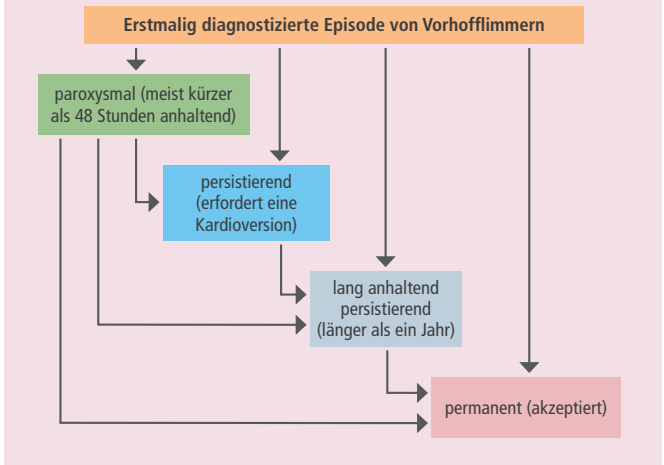 Erstmalig diagnostizierte Episode von Vorhofflimmern
paroxysmal (meist kürzer
als 48 Stunden anhaltend)
persistierend
(erfordert eine
Kardioversion)
lang anhaltend
persistierend
(länger als ein Jahr)
permanent (akzeptiert)